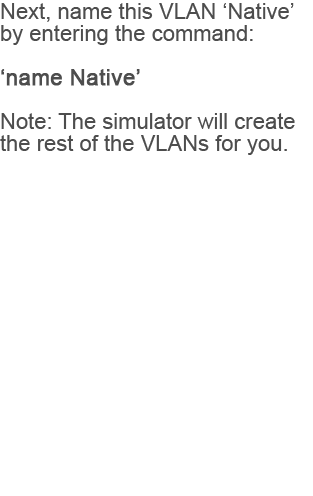 Next, name this VLAN ‘Native’
by entering the command:
‘name Native’
Note: The simulator will create
the rest of the VLANs for you.